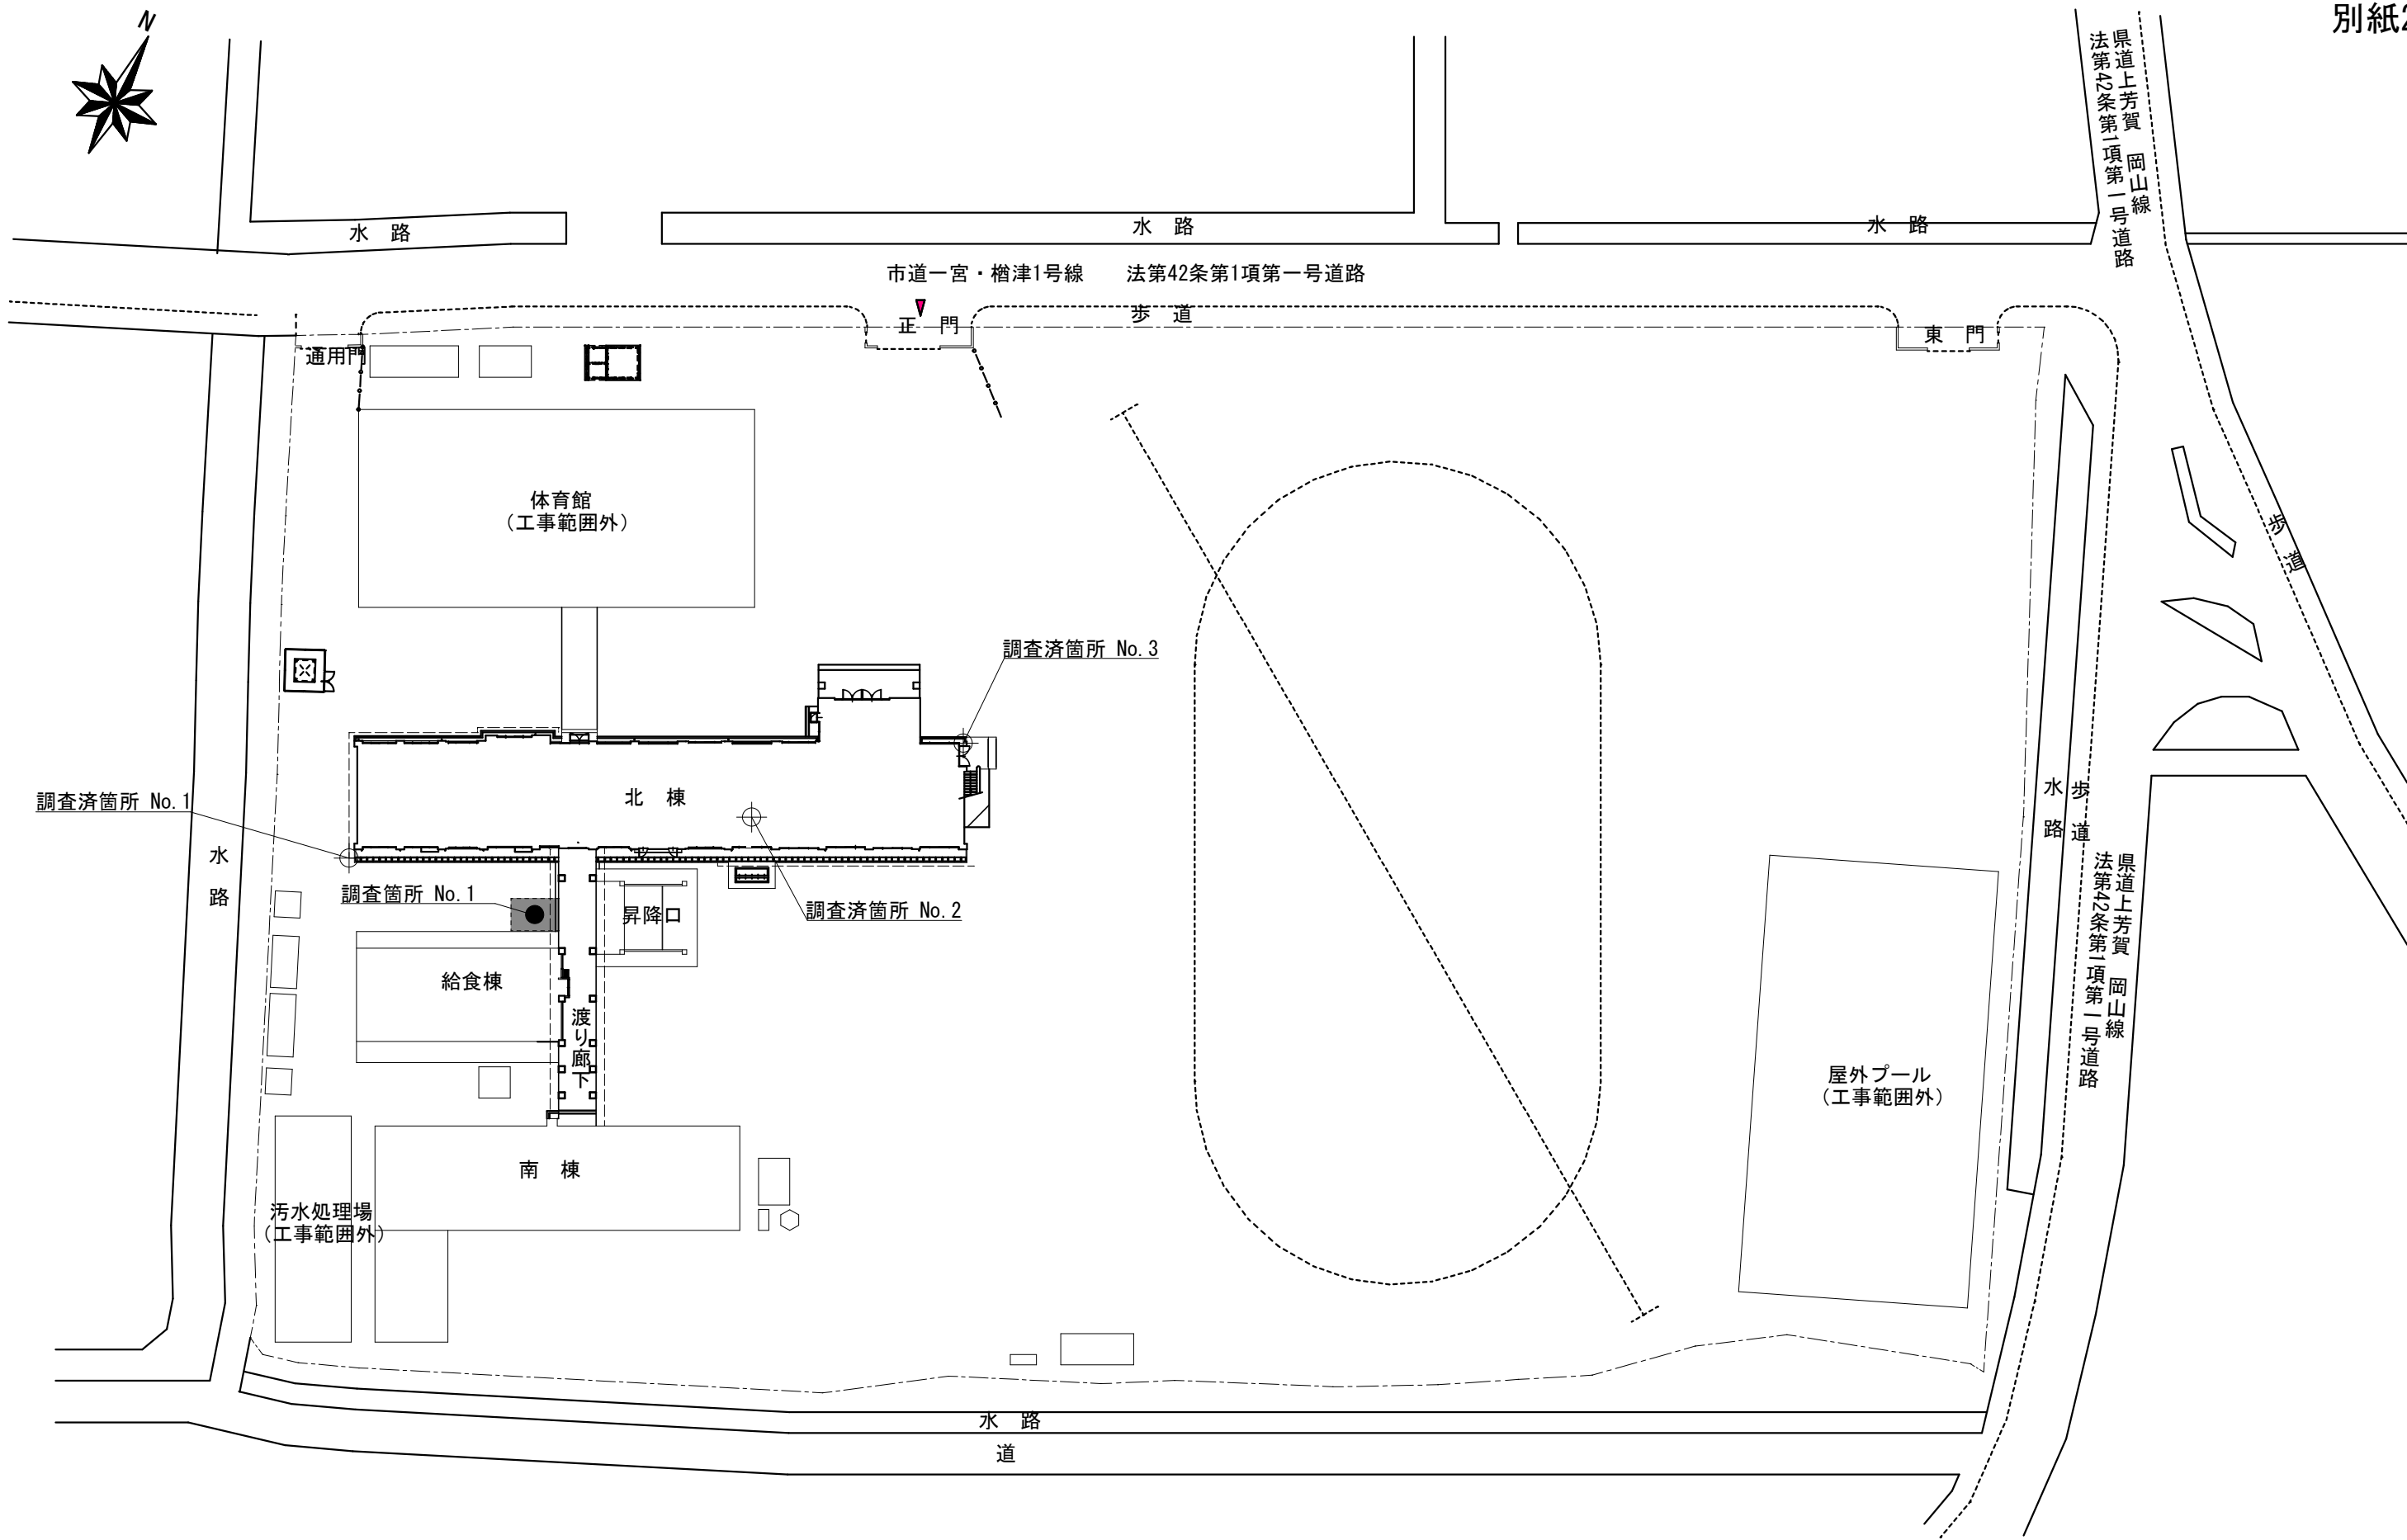 別紙2
N
県道上芳賀 岡山線
法第42条第1項第一号道路
水 路
水 路
水 路
市道一宮・楢津1号線 法第42条第1項第一号道路
歩 道
正 門
東 門
通用門
体育館
(工事範囲外)
歩 道
調査済箇所 No.3
北 棟
調査済箇所 No.1
水 路
歩 道
水 路
調査箇所 No.1
昇降口
調査済箇所 No.2
県道上芳賀 岡山線
法第42条第1項第一号道路
給食棟
渡り廊下
屋外プール
(工事範囲外)
南 棟
汚水処理場
(工事範囲外)
水 路
道